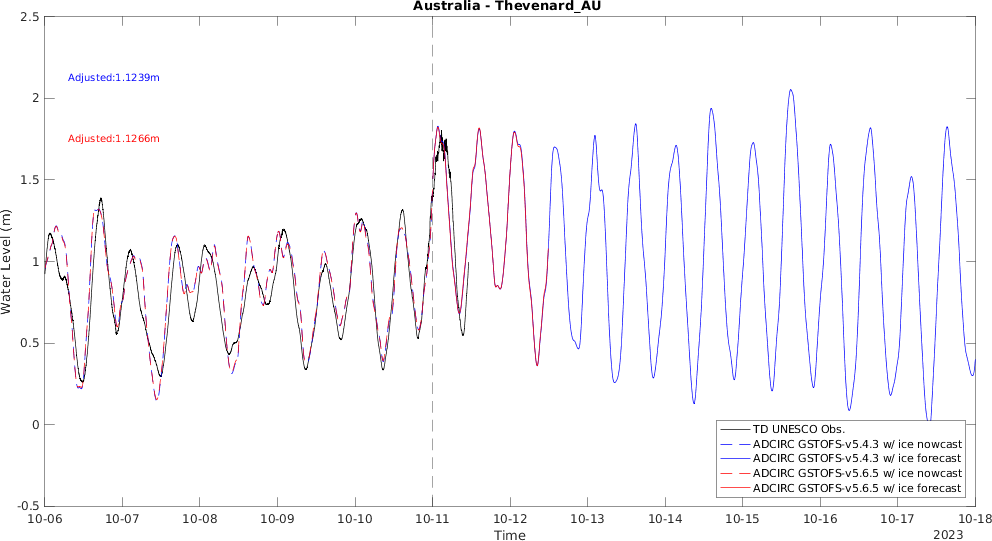 Australia - Thevenard_AU
Water Level (m)
2.5
2
1.5
1
0.5
0
-0.5
Adjusted:1.1239m
Adjusted:1.1266m
TD UNESCO Obs.
ADCIRC GSTOFS-v5.4.3 w/ ice nowcast
ADCIRC GSTOFS-v5.4.3 w/ ice forecast
ADCIRC GSTOFS-v5.6.5 w/ ice nowcast
ADCIRC GSTOFS-v5.6.5 w/ ice forecast
10-06 10-07 10-08 10-09 10-10 10-11 10-12 10-13 10-14 10-15 10-16 10-17 10-18
Time
2023